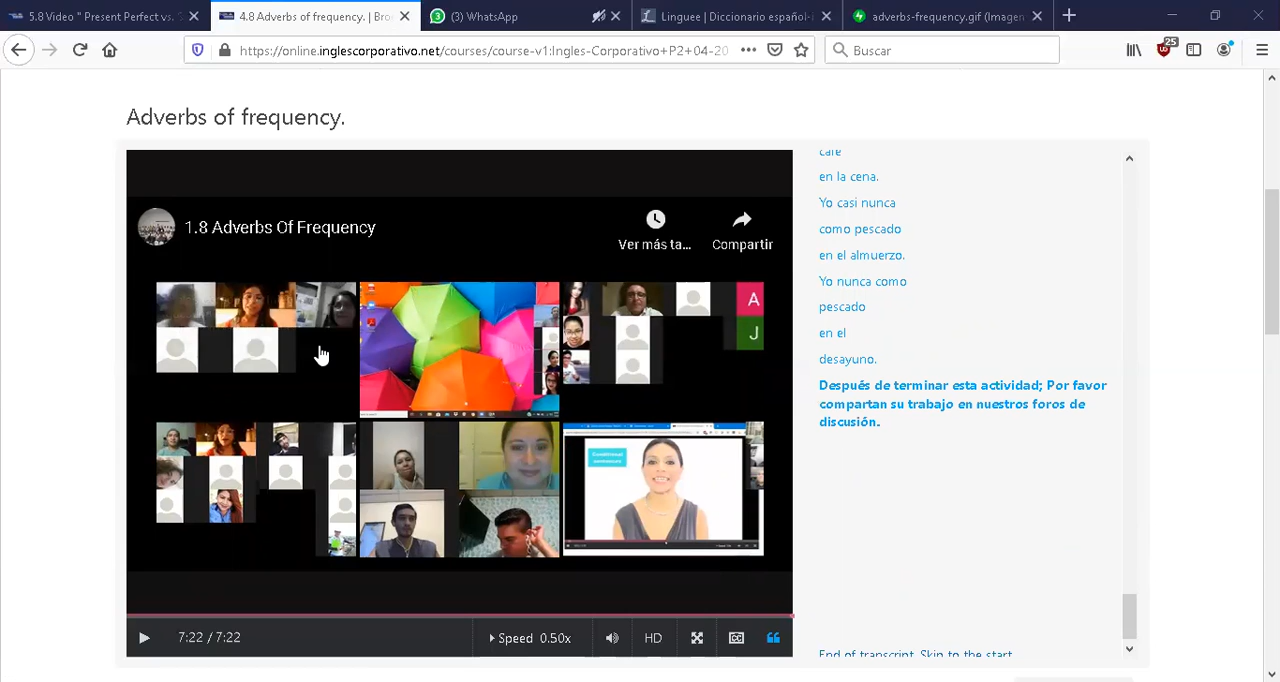 5.8 Video " Present Perfect vs.
4.8 Adverbs of frequency. | Bro
(3) WhatsApp
Linguee | Diccionario español-
adverbs-frequency.gif (Imagen
https://online.inglescorporativo.net/courses/course-v1:Ingles-Corporativo+P2+04-20
Buscar
25
Adverbs of frequency.
1.8 Adverbs Of Frequency
Ver más ta...
Compartir
A
J
Conditional
sentences
7:22 / 7:22
Speed 0.50x
HD
café
en la cena.
Yo casi nunca
como pescado
en el almuerzo.
Yo nunca como
pescado
en el
desayuno.
Después de terminar esta actividad; Por favor
compartan su trabajo en nuestros foros de
discusión.
End of transcript. Skip to the start.